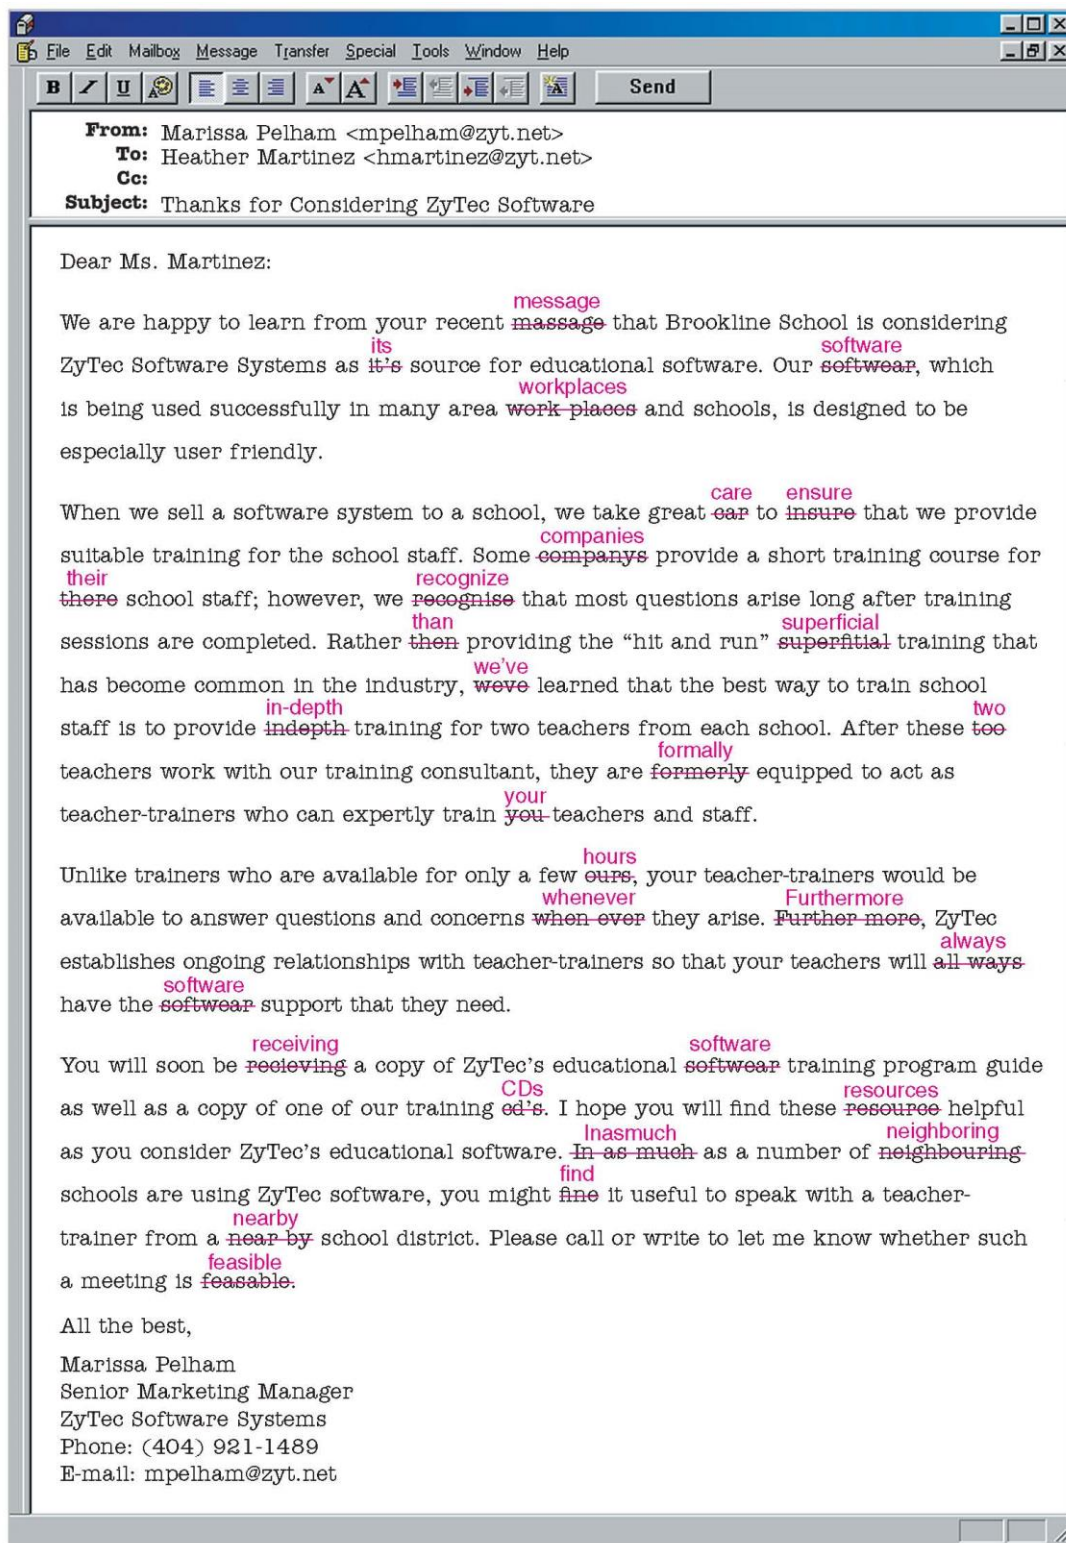 File Edit Mailbox Message Transfer Special Tools Window Help
B I U A A A A Send
From: Marissa Pelham <mpelham@zyt.net>
To: Heather Martinez <hmartinez@zyt.net>
Cc:
Subject: Thanks for Considering ZyTec Software
Dear Ms. Martinez:
message
We are happy to learn from your recent massage that Brookline School is considering
its software
ZyTec Software Systems as it's source for educational software. Our softwear, which
workplaces
is being used successfully in many area work places and schools, is designed to be
especially user friendly.
care ensure
When we sell a software system to a school, we take great car to insure that we provide
companies
suitable training for the school staff. Some companys provide a short training course for
their recognize
there school staff; however, we recognise that most questions arise long after training
than superficial
sessions are completed. Rather then providing the “hit and run” superfitial training that
we've
has become common in the industry, weve learned that the best way to train school
in-depth two
staff is to provide indepth training for two teachers from each school. After these too
formally
teachers work with our training consultant, they are formerly equipped to act as
your
teacher-trainers who can expertly train you teachers and staff.
hours
Unlike trainers who are available for only a few ours, your teacher-trainers would be
whenever Furthermore
available to answer questions and concerns when ever they arise. Further more, ZyTec
always
establishes ongoing relationships with teacher-trainers so that your teachers will all ways
software
have the softwear support that they need.
receiving software
You will soon be recieving a copy of ZyTec's educational softwear training program guide
CDs resources
as well as a copy of one of our training cd's. I hope you will find these resource helpful
Inasmuch neighboring
as you consider ZyTec's educational software. In as much as a number of neighbouring
find
schools are using ZyTec software, you might fine it useful to speak with a teacher-
nearby
trainer from a near by school district. Please call or write to let me know whether such
feasible
a meeting is feasable.
All the best,
Marissa Pelham
Senior Marketing Manager
ZyTec Software Systems
Phone: (404) 921-1489
E-mail: mpelham@zyt.net